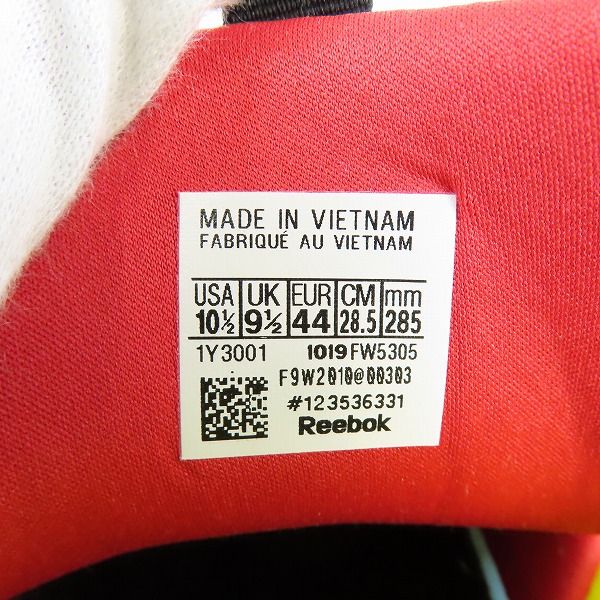 MADE IN VIETNAM
FABRIQUÉ AU VIETNAM
USA UK EUR CM mm
10½ 9½ 44 28.5 285
1Y3001 1019 FW5305
F9W2010@00303
#123536331
Reebok